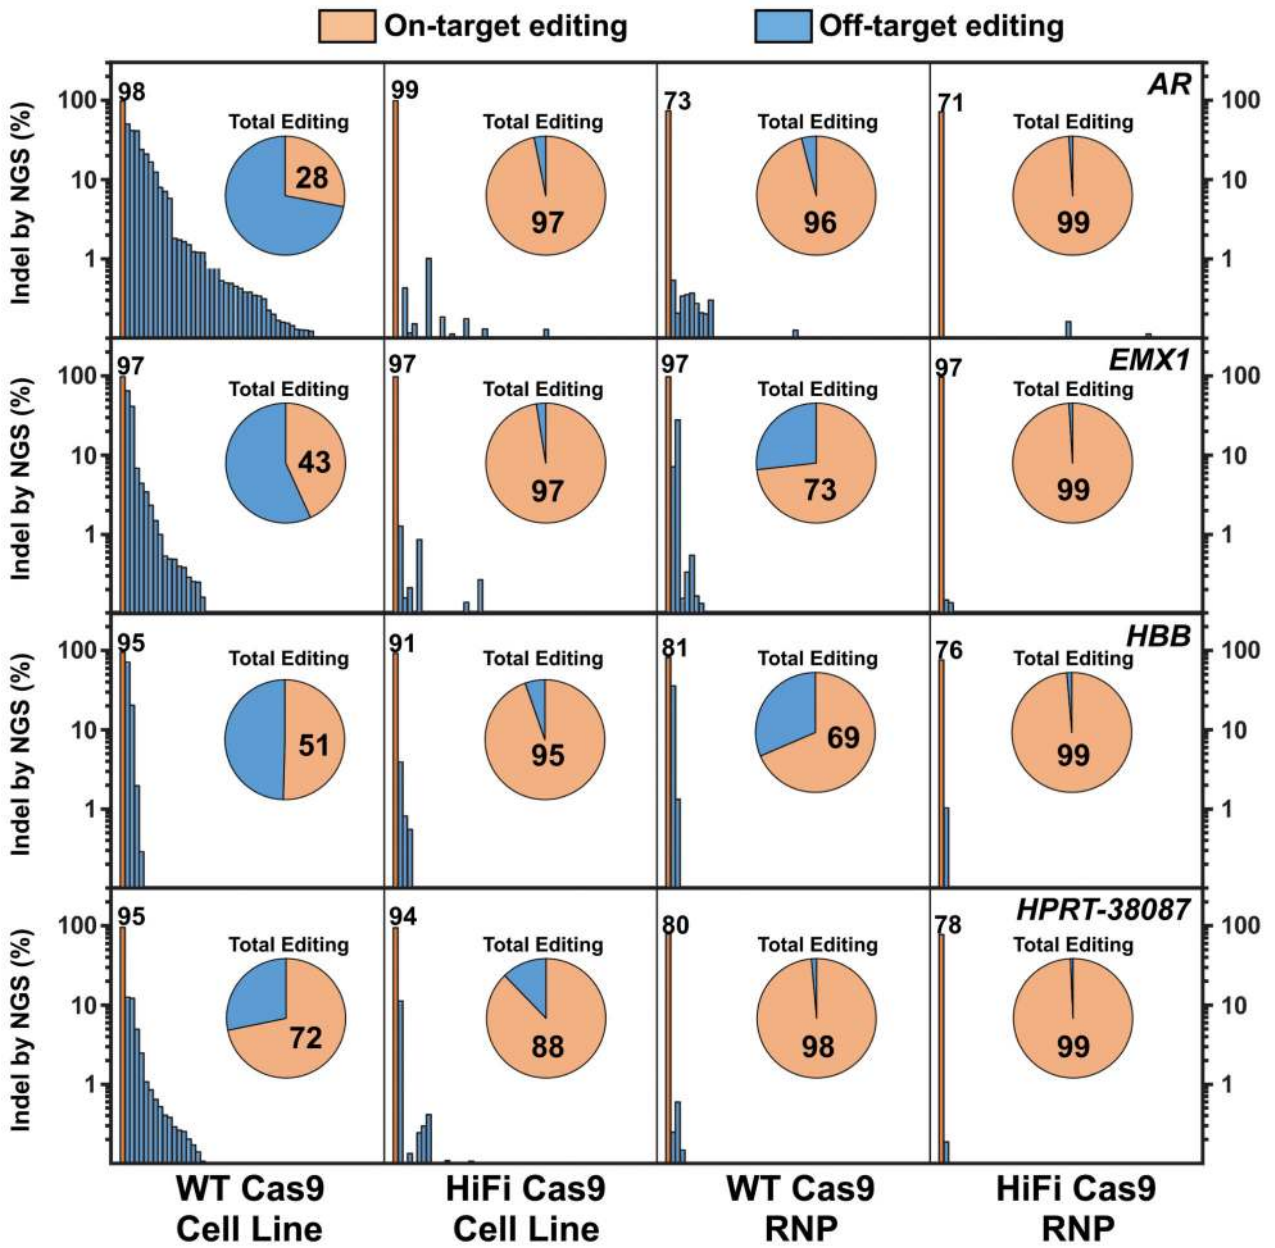 On-target editing Off-target editing
Indel by NGS (%)
100
10
1
98
Total Editing
28
99
Total Editing
97
73
Total Editing
96
71
Total Editing
99
AR
100
10
1
Indel by NGS (%)
100
10
1
97
Total Editing
43
97
Total Editing
97
97
Total Editing
73
97
Total Editing
99
EMX1
100
10
1
Indel by NGS (%)
100
10
1
95
Total Editing
51
91
Total Editing
95
81
Total Editing
69
76
Total Editing
99
HBB
100
10
1
Indel by NGS (%)
100
10
1
95
Total Editing
72
94
Total Editing
88
80
Total Editing
98
78
Total Editing
99
HPRT-38087
100
10
1
WT Cas9
Cell Line
HiFi Cas9
Cell Line
WT Cas9
RNP
HiFi Cas9
RNP